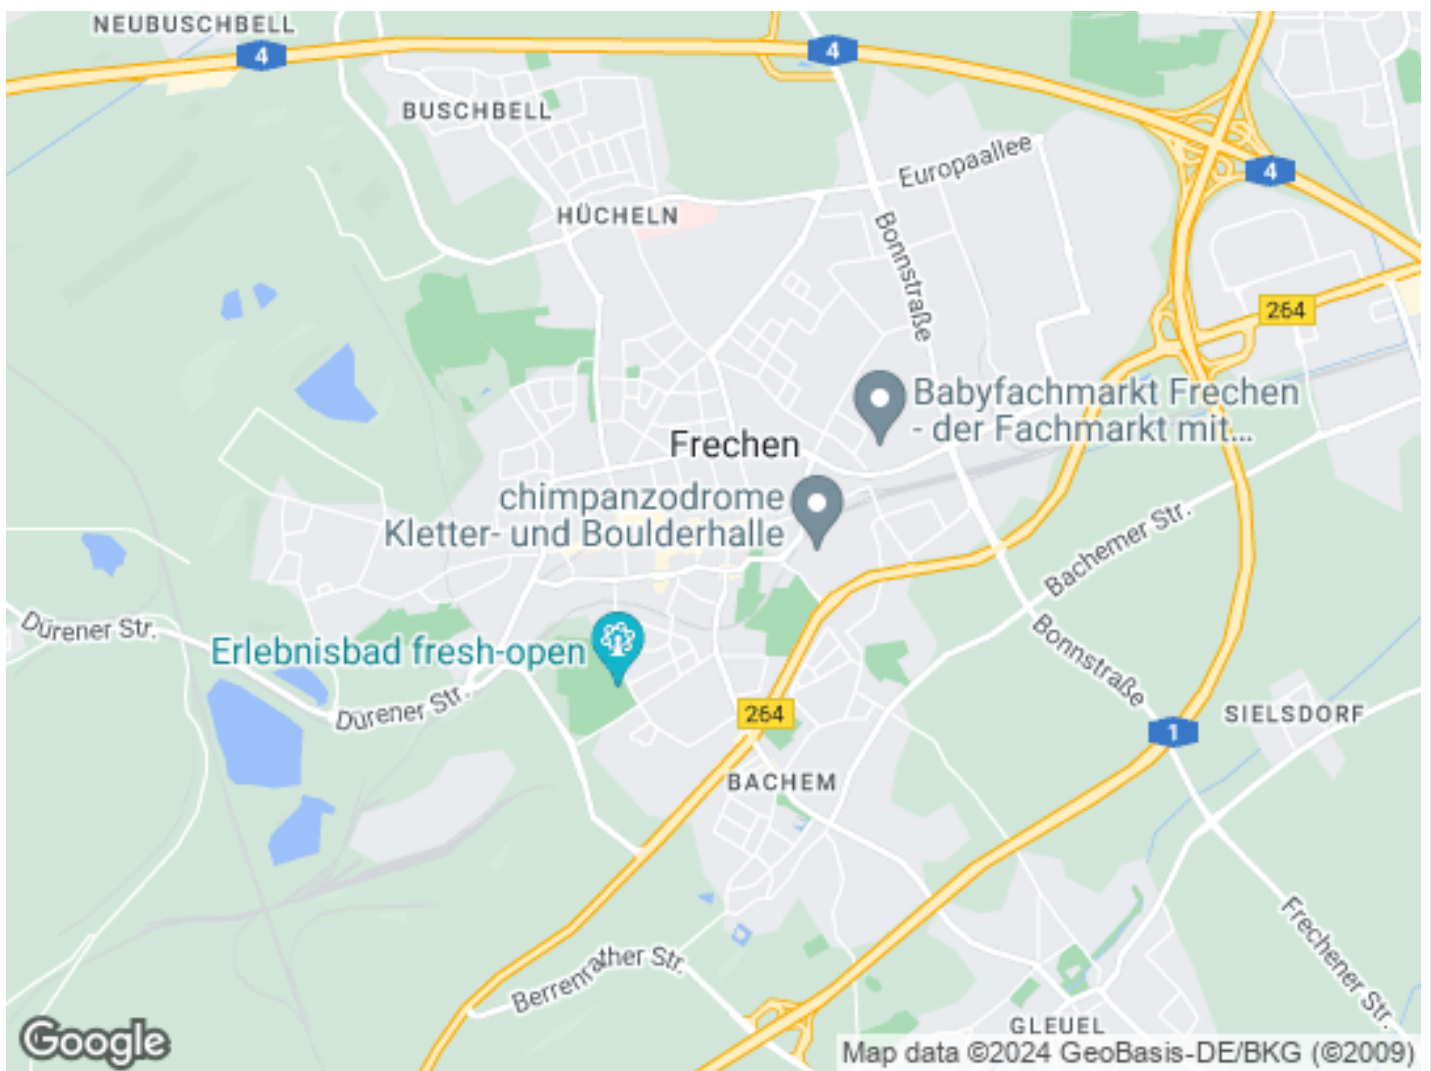 NEUBUSCHBELL
4
4
BUSCHBELL
Europaallee
4
HÜCHELN
Bonnstraße
264
Babyfachmarkt Frechen
- der Fachmarkt mit...
Frechen
chimpanzodrome
Kletter- und Boulderhalle
Bachemer Str.
Dürener Str.
Erlebnisbad fresh-open
Bonnstraße
Dürener Str.
264
SIELSDORF
1
BACHEM
Frechener Str.
Berrenrather Str.
GLEUEL
Google
Map data ©2024 GeoBasis-DE/BKG (©2009)